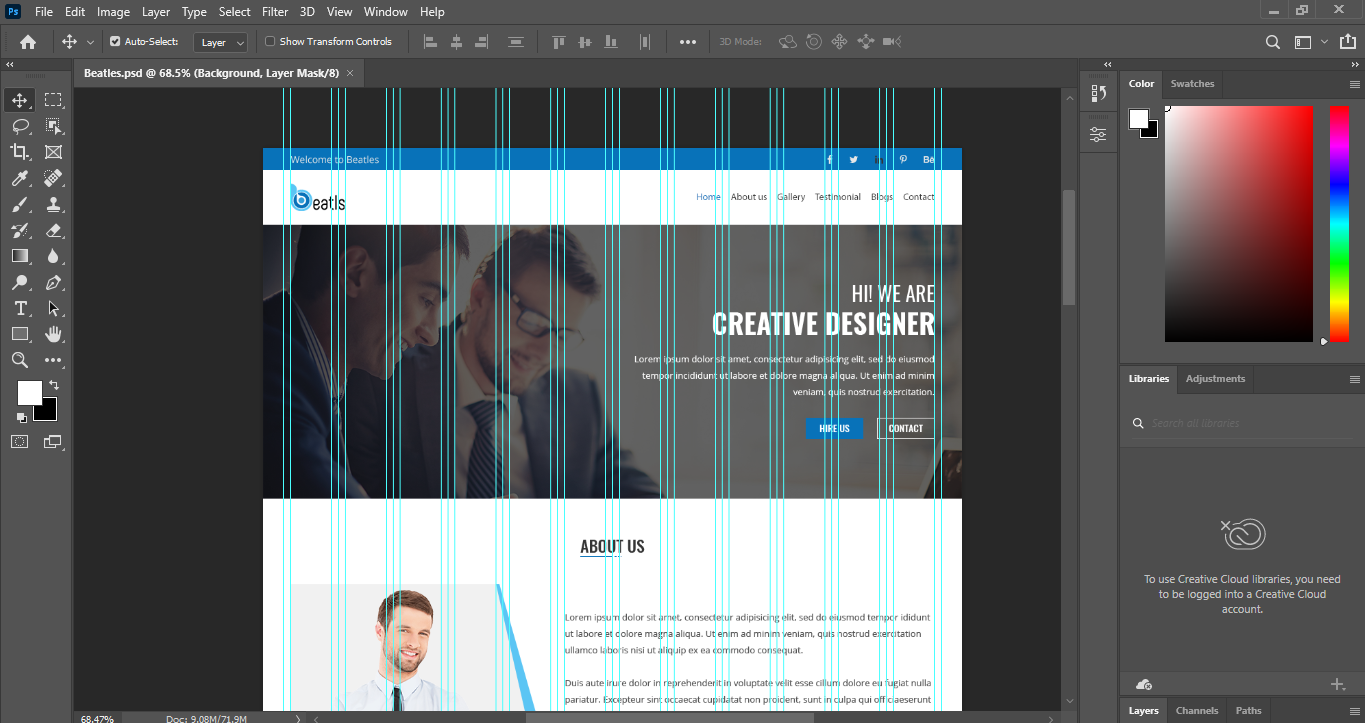 Ps File Edit Image Layer Type Select Filter 3D View Window Help
Auto-Select: Layer Show Transform Controls 3D Mode:
Beatles.psd @ 68.5% (Background, Layer Mask/8) ×
Welcome to Beatles
beatls
Home About us Gallery Testimonial Blogs Contact
HI! WE ARE
CREATIVE DESIGNER
Lorem ipsum dolor sit amet, consectetur adipisicing elit, sed do eiusmod
tempor incididunt ut labore et dolore magna aliqua. Ut enim ad minim
veniam, quis nostrud exercitation.
HIRE US CONTACT
ABOUT US
Lorem ipsum dolor sit amet, consectetur adipisicing elit, sed do eiusmod tempor ididunt
ut labore et dolore magna aliqua. Ut enim ad minim veniam, quis nostrud exercitation
ullamco laboris nisi ut aliquip ex ea commodo consequat.
Duis aute irure dolor in reprehenderit in voluptate velit esse cillum dolore eu fugiat nulla
pariatur. Excepteur sint occaecat cupidatat non proident, sunt in culpa qui off ciaeserunt
68.47% Doc: 9.08M/71.9M
Color Swatches
Libraries Adjustments
Search all libraries
To use Creative Cloud libraries, you need
to be logged into a Creative Cloud
account.
Layers Channels Paths